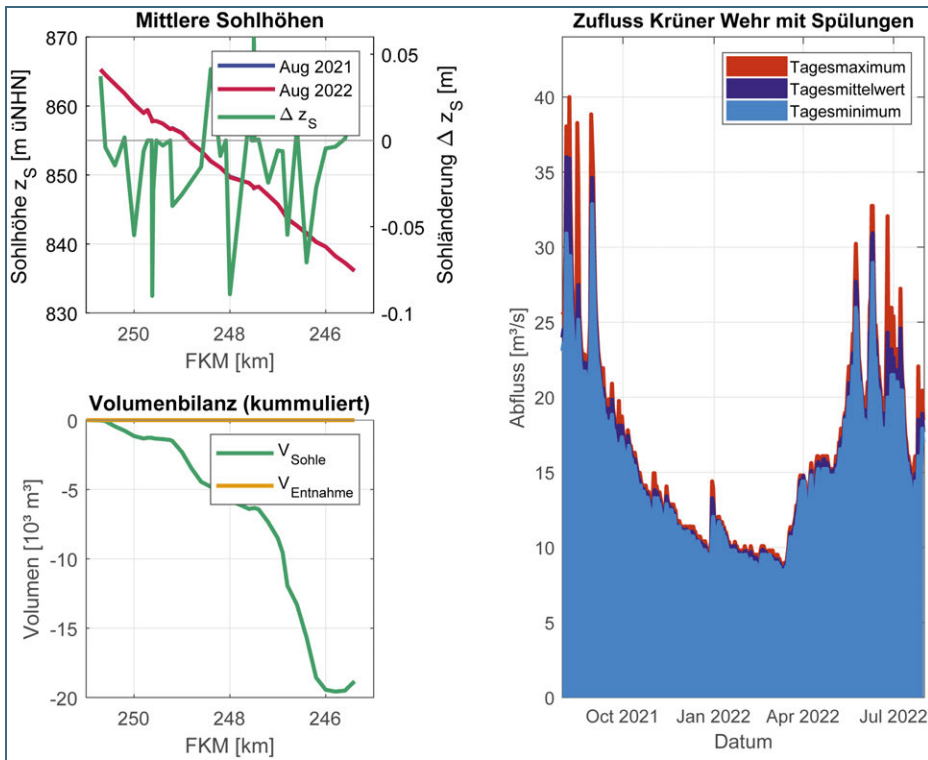 Mittlere Sohlhöhen
870
860
850
840
830
Sohlhöhe z_S [m üNHN]
0.05
0
-0.05
-0.1
Sohländerung Δ z_S [m]
Aug 2021
Aug 2022
Δ z_S
250
248
246
FKM [km]
Volumenbilanz (kummuliert)
0
-5
-10
-15
-20
Volumen [10³ m³]
V_Sohle
V_Entnahme
250
248
246
FKM [km]
Zufluss Krüner Wehr mit Spülungen
Tagesmaximum
Tagesmittelwert
Tagesminimum
40
35
30
25
20
15
10
5
0
Abfluss [m³/s]
Oct 2021
Jan 2022
Apr 2022
Jul 2022
Datum